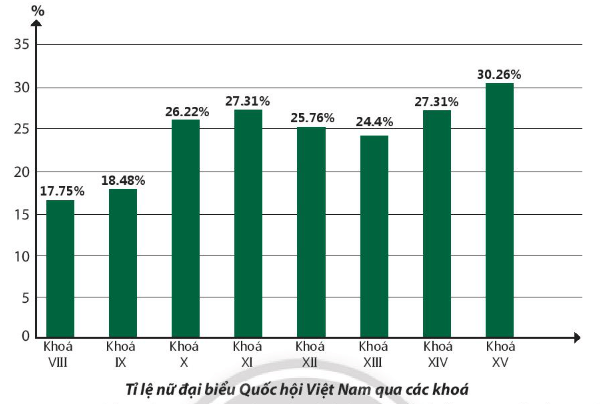 %
35
30
25
20
15
10
5
0
17.75%
18.48%
26.22%
27.31%
25.76%
24.4%
27.31%
30.26%
Khoá VIII
Khoá IX
Khoá X
Khoá XI
Khoá XII
Khoá XIII
Khoá XIV
Khoá XV
Tỉ lệ nữ đại biểu Quốc hội Việt Nam qua các khoá